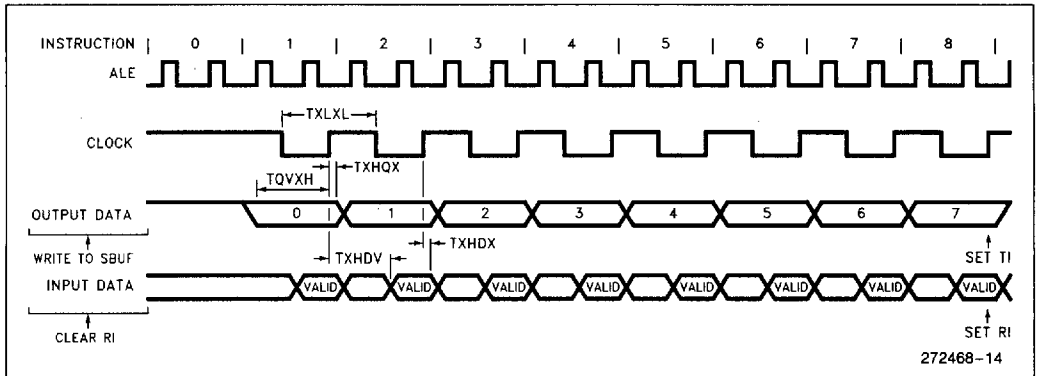 INSTRUCTION | 0 | 1 | 2 | 3 | 4 | 5 | 6 | 7 | 8 |
ALE
TXLXL
CLOCK
TQVXH TXHQX
OUTPUT DATA 0 1 2 3 4 5 6 7
WRITE TO SBUF TXHDV TXHDX SET TI
INPUT DATA VALID VALID VALID VALID VALID VALID VALID VALID
CLEAR RI SET RI
272468-14